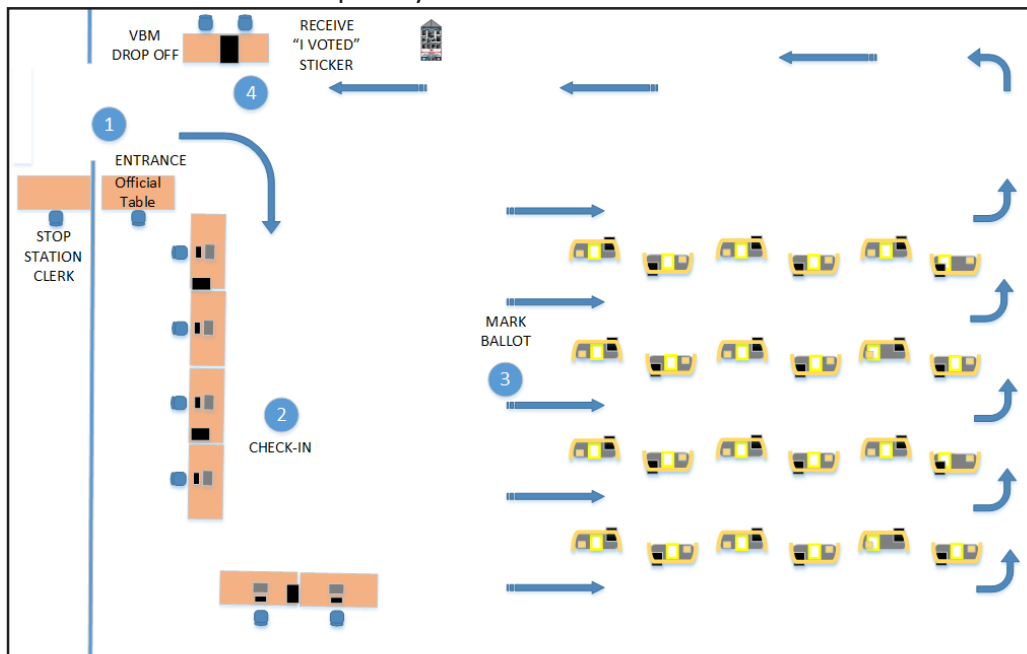 VBM
DROP OFF
RECEIVE
“I VOTED”
STICKER
4
1
ENTRANCE
Official
Table
STOP
STATION
CLERK
MARK
BALLOT
3
2
CHECK-IN